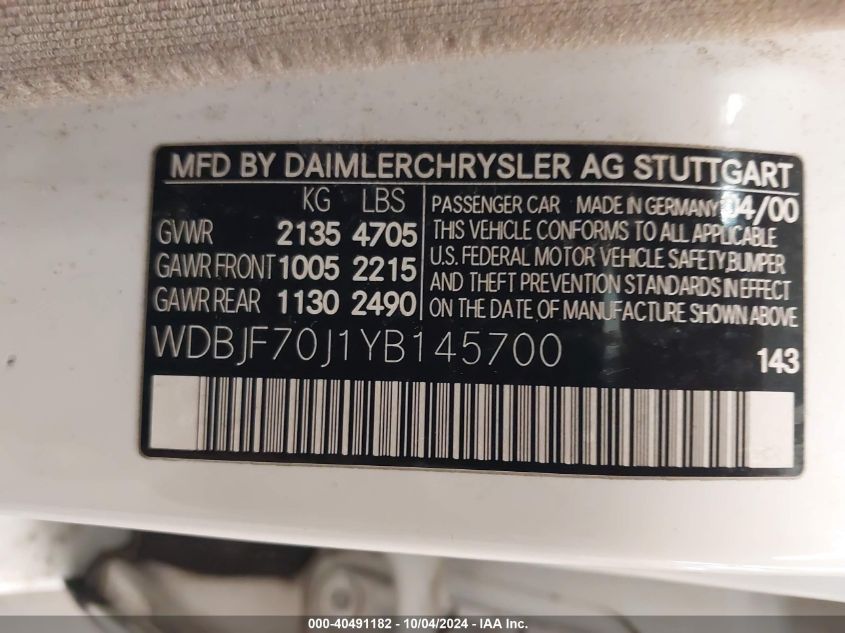 MFD BY DAIMLERCHRYSLER AG STUTTGART
KG LBS
GVWR 2135 4705
GAWR FRONT 1005 2215
GAWR REAR 1130 2490
PASSENGER CAR MADE IN GERMANY 04/00
THIS VEHICLE CONFORMS TO ALL APPLICABLE
U.S. FEDERAL MOTOR VEHICLE SAFETY, BUMPER
AND THEFT PREVENTION STANDARDS IN EFFECT
ON THE DATE OF MANUFACTURE SHOWN ABOVE
WDBJF70J1YB145700
143
000-40491182 - 10/04/2024 - IAA Inc.